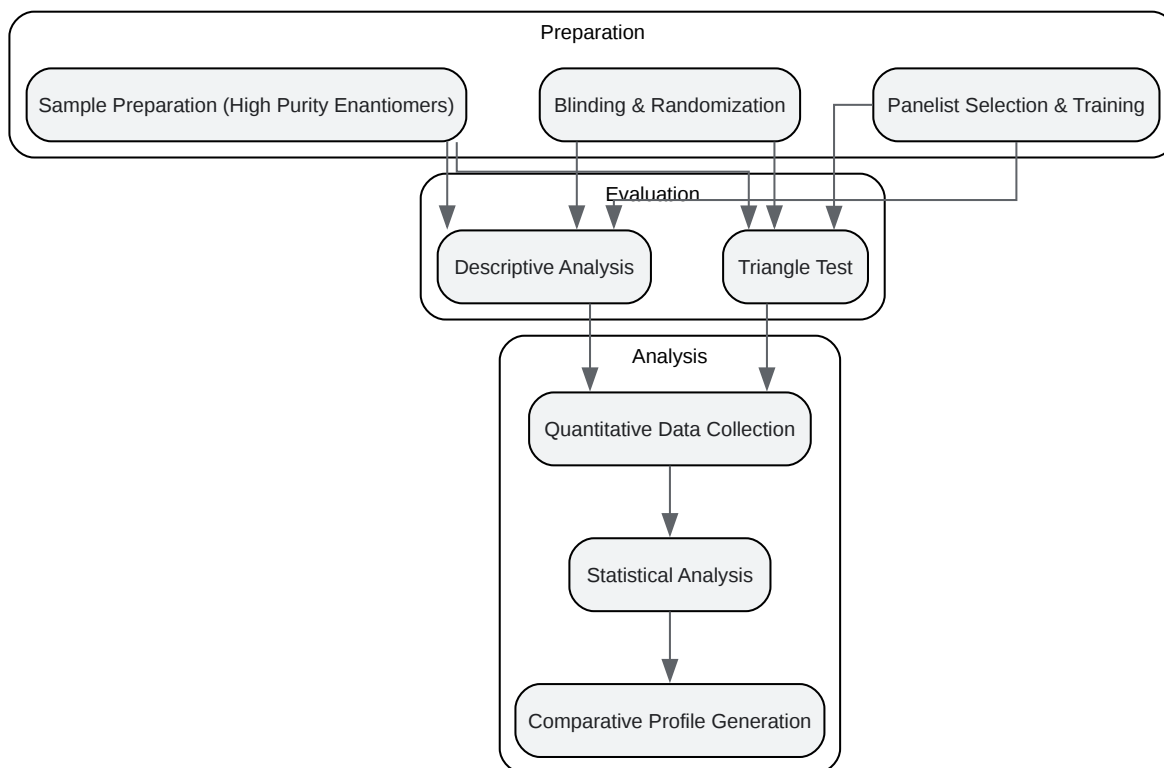 Preparation
Sample Preparation (High Purity Enantiomers)
Blinding & Randomization
Panelist Selection & Training
Evaluation
Descriptive Analysis
Triangle Test
Analysis
Quantitative Data Collection
Statistical Analysis
Comparative Profile Generation